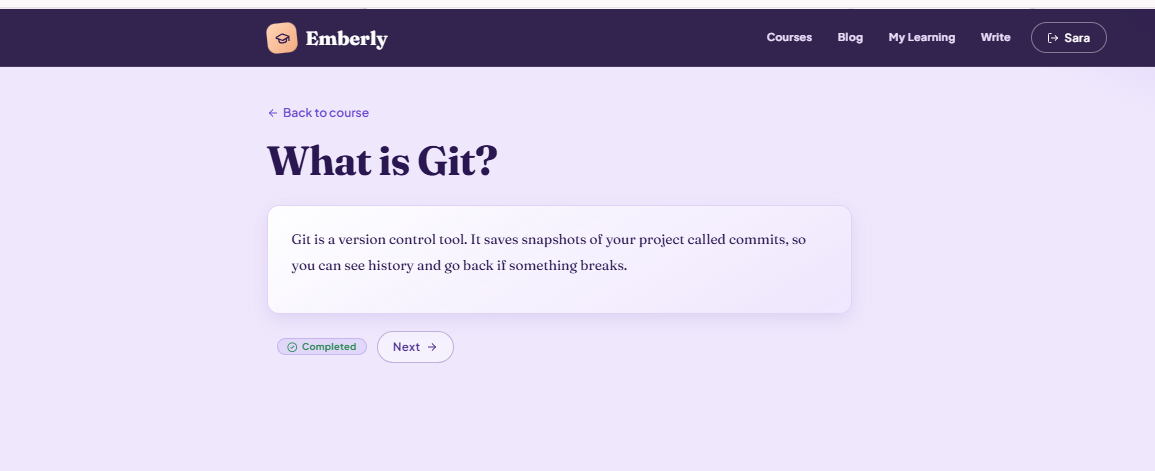 Emberly
Courses
Blog
My Learning
Write
Sara
Back to course
What is Git?
Git is a version control tool. It saves snapshots of your project called commits, so
you can see history and go back if something breaks.
Completed
Next